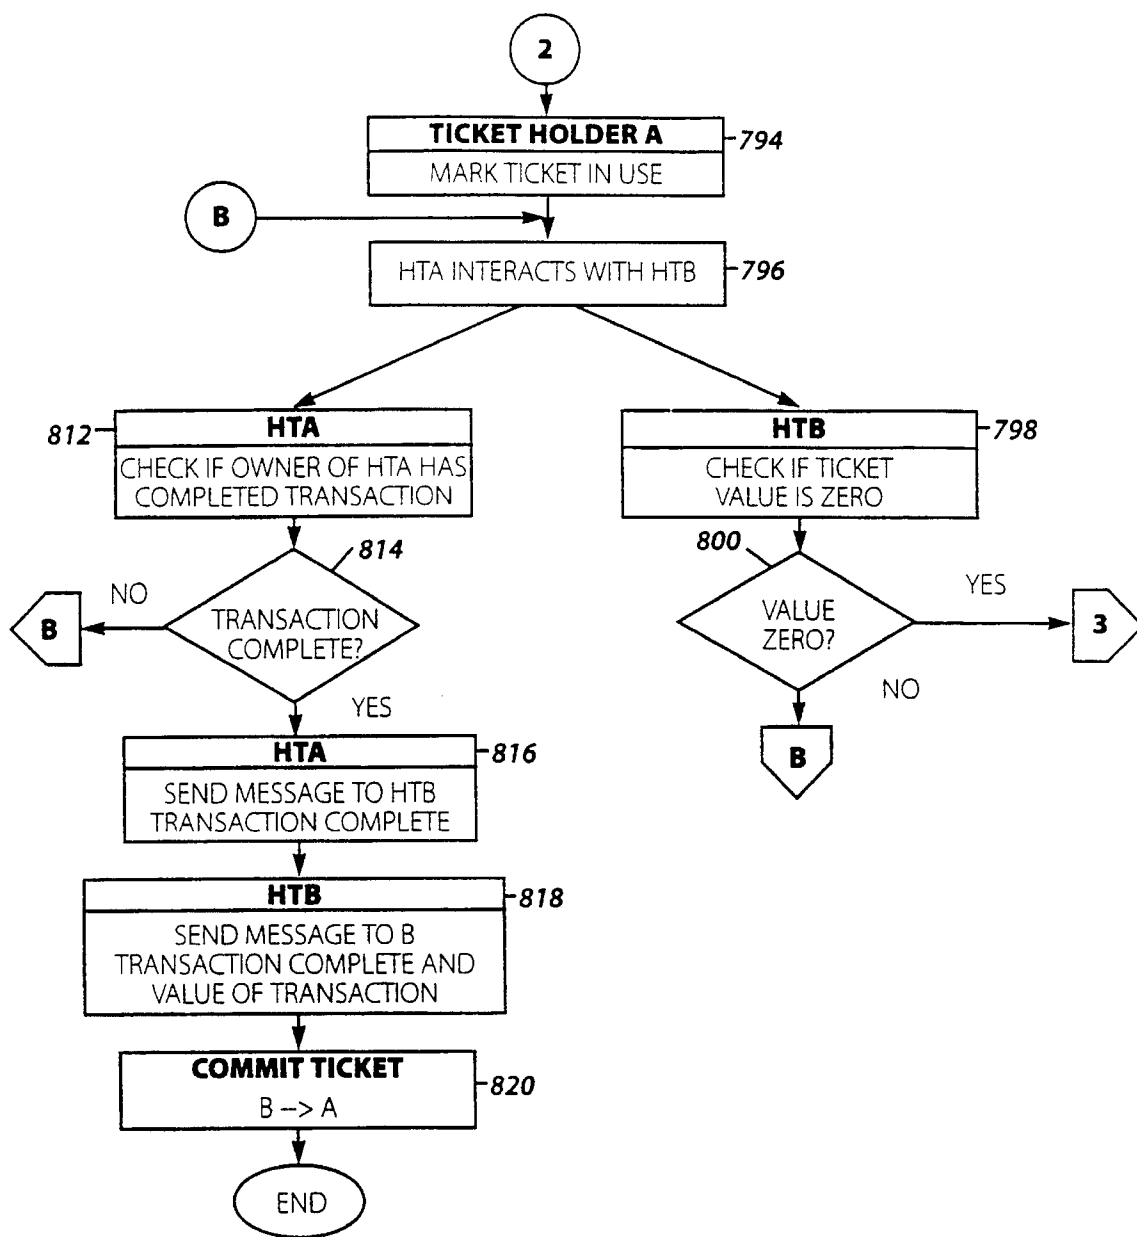 2
TICKET HOLDER A
794
MARK TICKET IN USE
B
HTA INTERACTS WITH HTB
796
812
HTA
CHECK IF OWNER OF HTA HAS
COMPLETED TRANSACTION
HTB
798
CHECK IF TICKET
VALUE IS ZERO
814
TRANSACTION
COMPLETE?
NO
B
YES
800
VALUE
ZERO?
YES
3
NO
B
HTA
816
SEND MESSAGE TO HTB
TRANSACTION COMPLETE
HTB
818
SEND MESSAGE TO B
TRANSACTION COMPLETE AND
VALUE OF TRANSACTION
COMMIT TICKET
820
B --> A
END